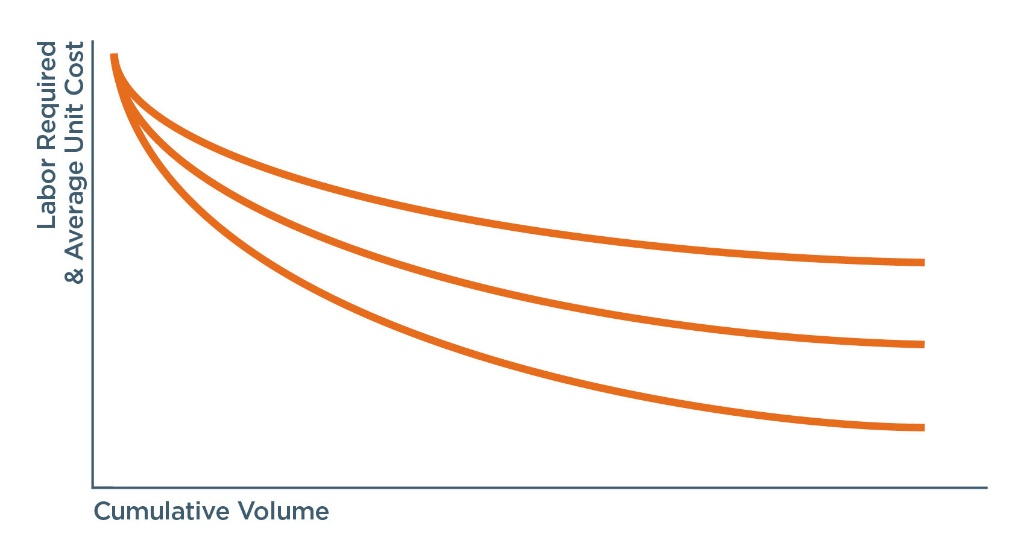 Labor Required
& Average Unit Cost
Cumulative Volume